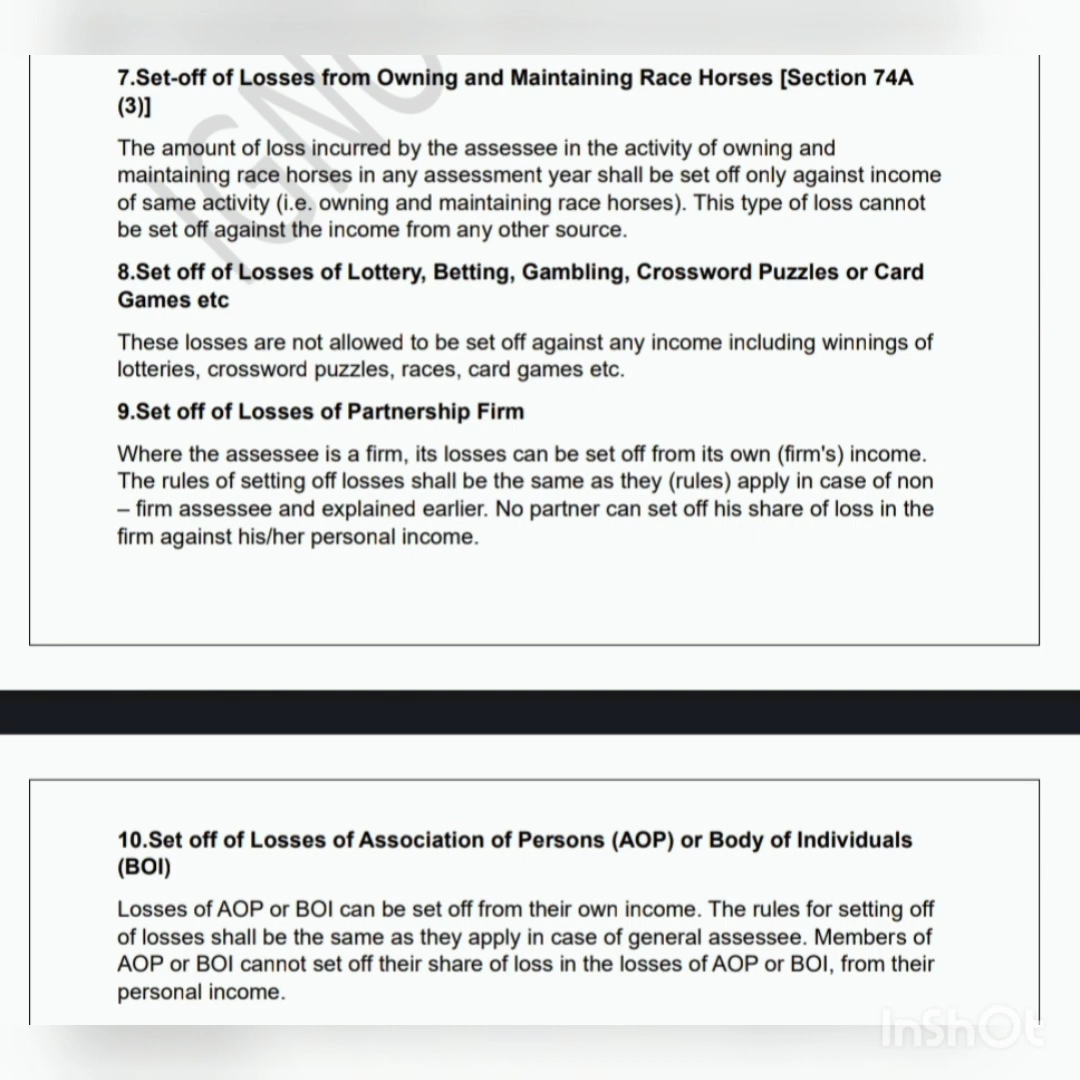 7.Set-off of Losses from Owning and Maintaining Race Horses [Section 74A
(3)]
The amount of loss incurred by the assessee in the activity of owning and
maintaining race horses in any assessment year shall be set off only against income
of same activity (i.e. owning and maintaining race horses). This type of loss cannot
be set off against the income from any other source.
8.Set off of Losses of Lottery, Betting, Gambling, Crossword Puzzles or Card
Games etc
These losses are not allowed to be set off against any income including winnings of
lotteries, crossword puzzles, races, card games etc.
9.Set off of Losses of Partnership Firm
Where the assessee is a firm, its losses can be set off from its own (firm's) income.
The rules of setting off losses shall be the same as they (rules) apply in case of non
– firm assessee and explained earlier. No partner can set off his share of loss in the
firm against his/her personal income.
10.Set off of Losses of Association of Persons (AOP) or Body of Individuals
(BOI)
Losses of AOP or BOI can be set off from their own income. The rules for setting off
of losses shall be the same as they apply in case of general assessee. Members of
AOP or BOI cannot set off their share of loss in the losses of AOP or BOI, from their
personal income.
InShOt